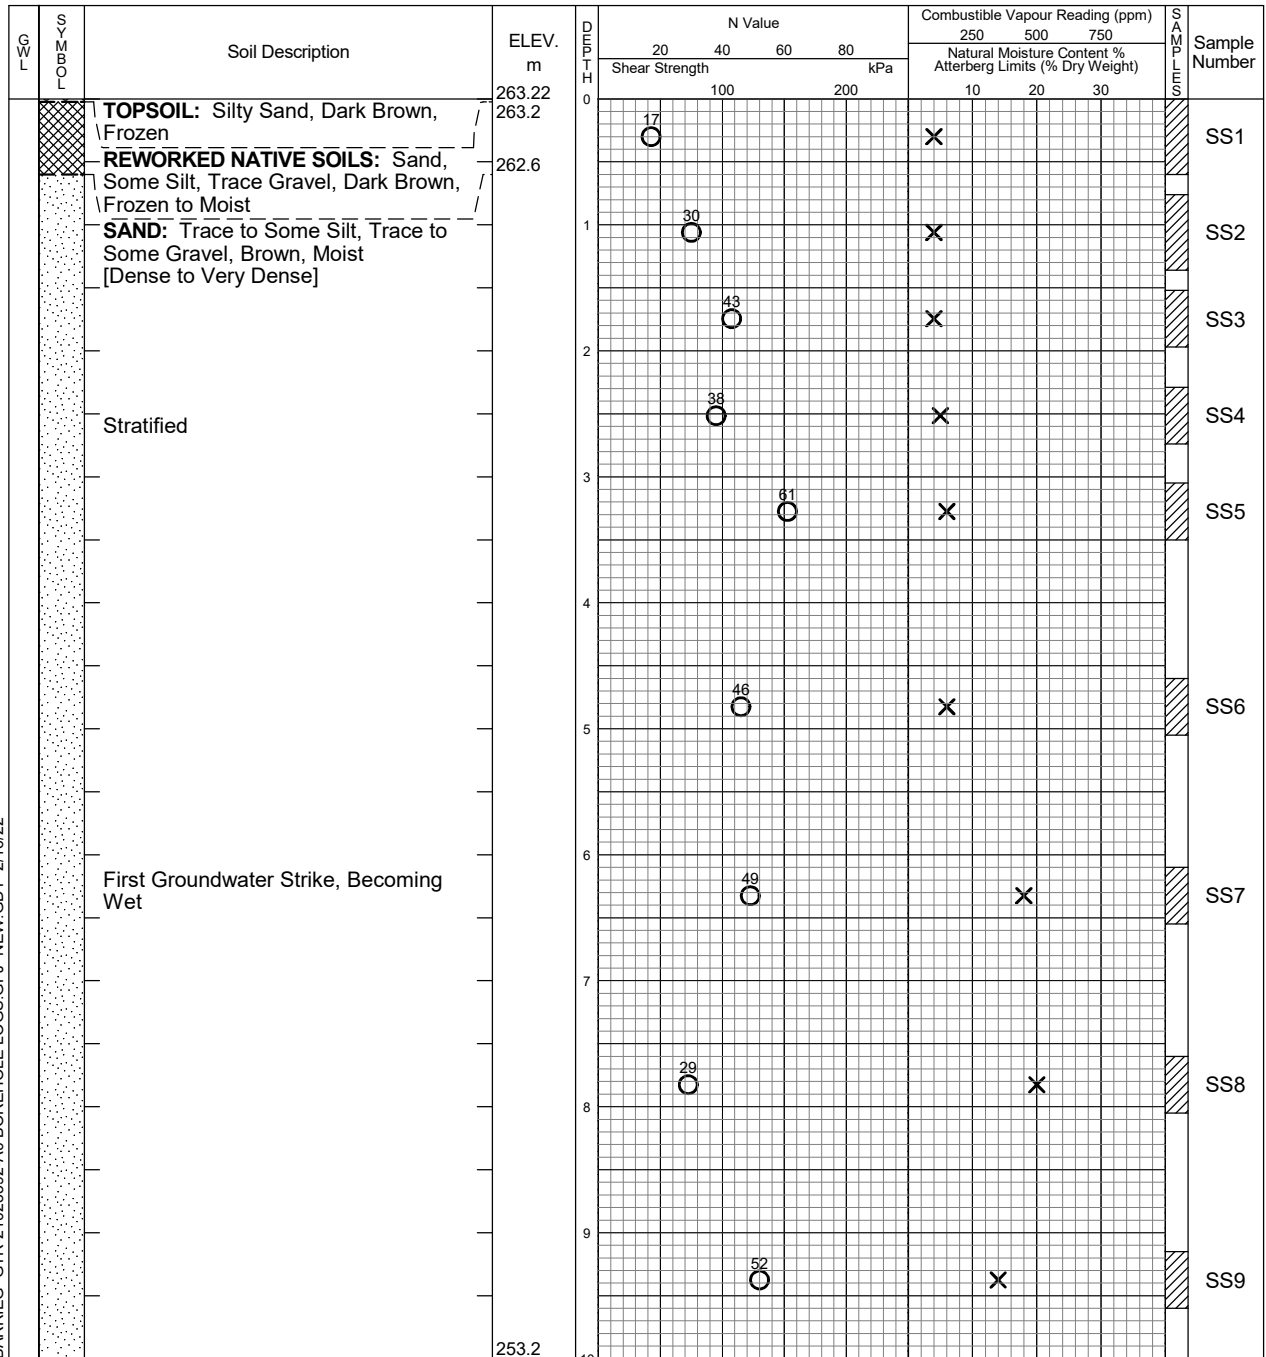 GWL
SYMBOL
Soil Description
ELEV.
m
DEPTH
N Value
20 40 60 80
Shear Strength kPa
100 200
Combustible Vapour Reading (ppm)
250 500 750
Natural Moisture Content %
Atterberg Limits (% Dry Weight)
10 20 30
SAMPLES
Sample
Number
263.22
0
TOPSOIL: Silty Sand, Dark Brown,
Frozen
263.2
17
SS1
REWORKED NATIVE SOILS: Sand,
Some Silt, Trace Gravel, Dark Brown,
Frozen to Moist
262.6
SAND: Trace to Some Silt, Trace to
Some Gravel, Brown, Moist
[Dense to Very Dense]
30
1
SS2
43
SS3
2
38
SS4
Stratified
3
61
SS5
4
46
SS6
5
6
First Groundwater Strike, Becoming
Wet
49
SS7
7
29
SS8
8
9
52
SS9
253.2